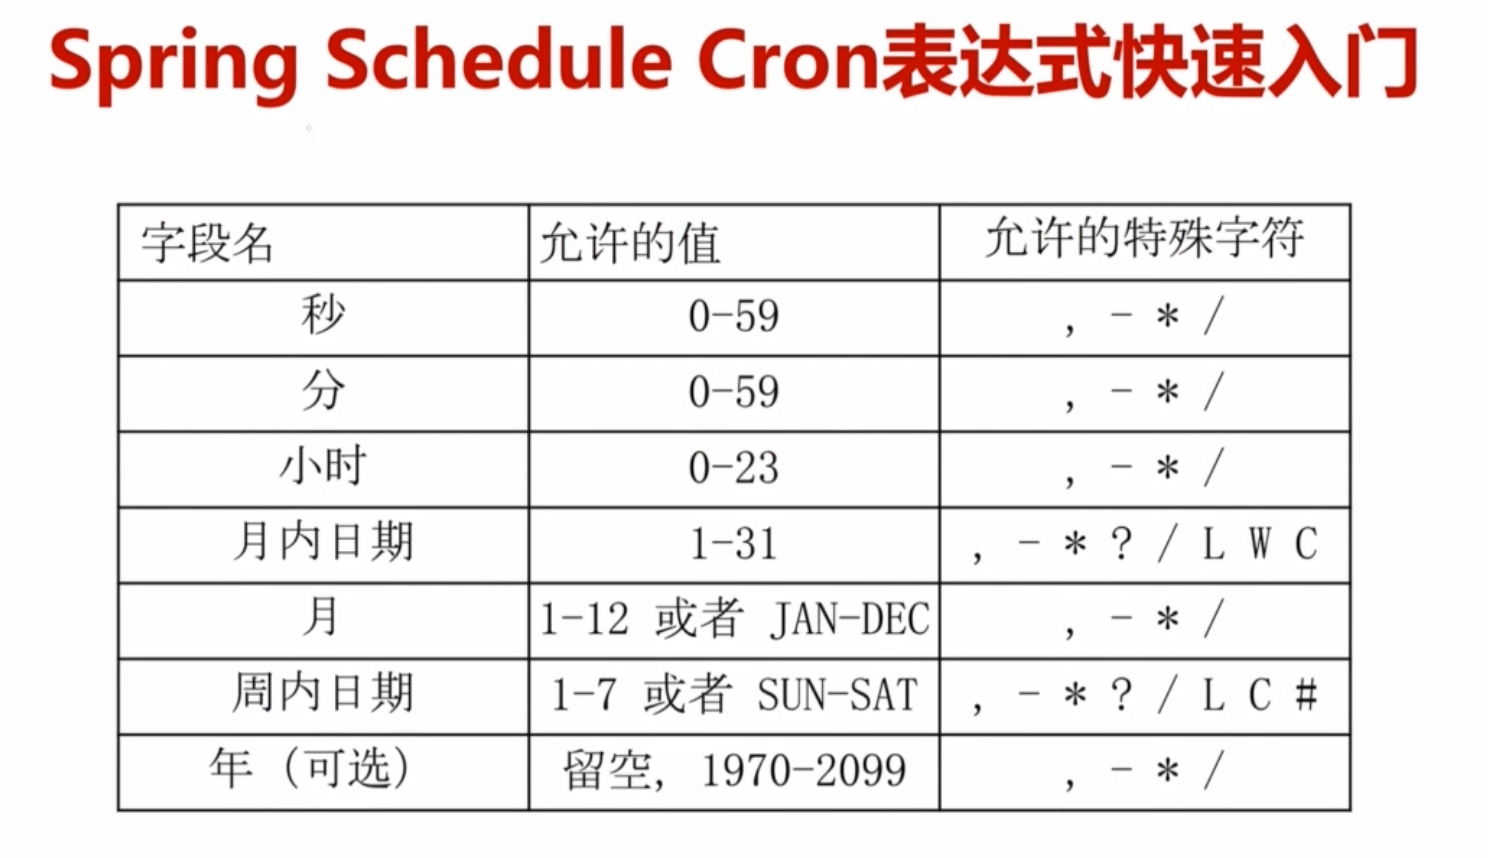 Spring Schedule Cron表达式快速入门
字段名 允许的值 允许的特殊字符
秒 0-59 , - * /
分 0-59 , - * /
小时 0-23 , - * /
月内日期 1-31 , - * ? / L W C
月 1-12 或者 JAN-DEC , - * /
周内日期 1-7 或者 SUN-SAT , - * ? / L C #
年（可选） 留空, 1970-2099 , - * /